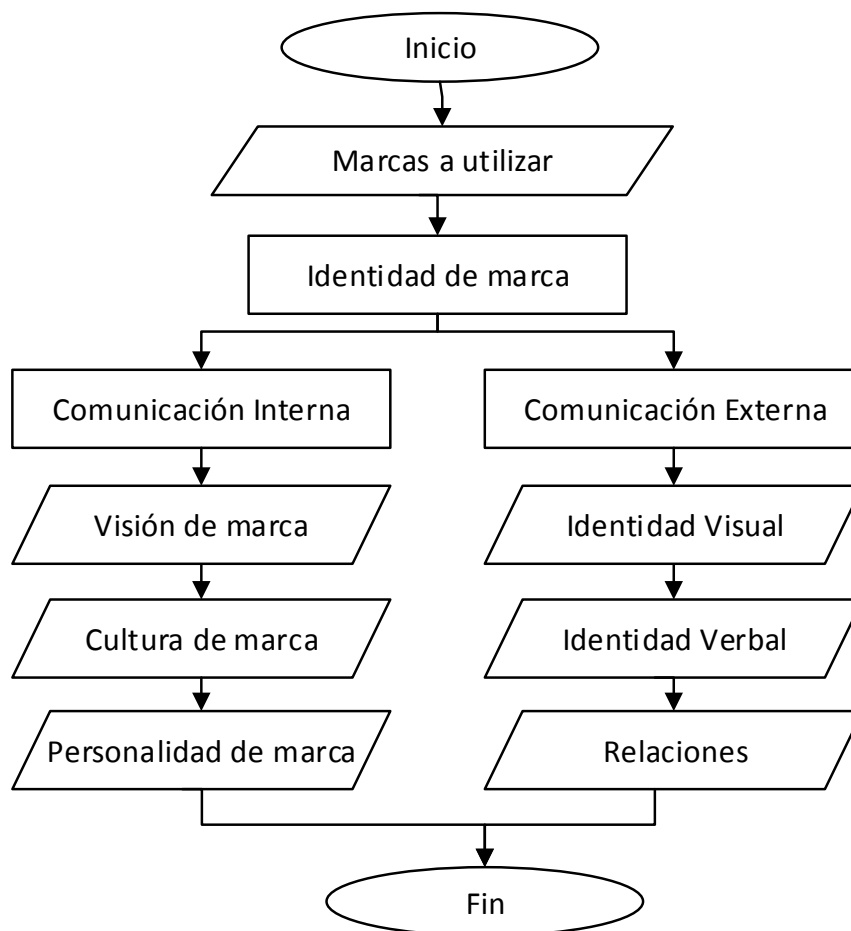 Inicio
Marcas a utilizar
Identidad de marca
Comunicación Interna
Comunicación Externa
Visión de marca
Identidad Visual
Cultura de marca
Identidad Verbal
Personalidad de marca
Relaciones
Fin